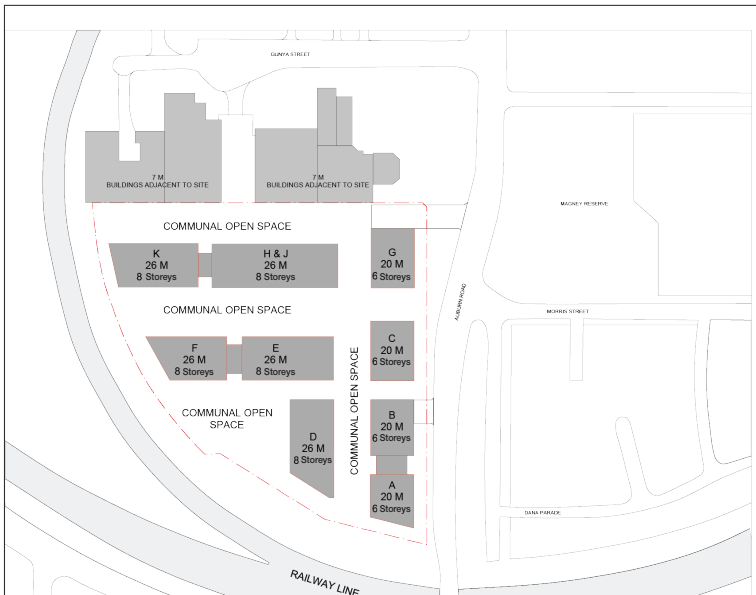 GUNYA STREET
7 M
BUILDINGS ADJACENT TO SITE
7 M
BUILDINGS ADJACENT TO SITE
MAGNEY RESERVE
COMMUNAL OPEN SPACE
K
26 M
8 Storeys
H & J
26 M
8 Storeys
G
20 M
6 Storeys
AUBURN ROAD
MORRIS STREET
COMMUNAL OPEN SPACE
F
26 M
8 Storeys
E
26 M
8 Storeys
C
20 M
6 Storeys
COMMUNAL OPEN SPACE
COMMUNAL OPEN
SPACE
D
26 M
8 Storeys
B
20 M
6 Storeys
A
20 M
6 Storeys
DANA PARADE
RAILWAY LINE